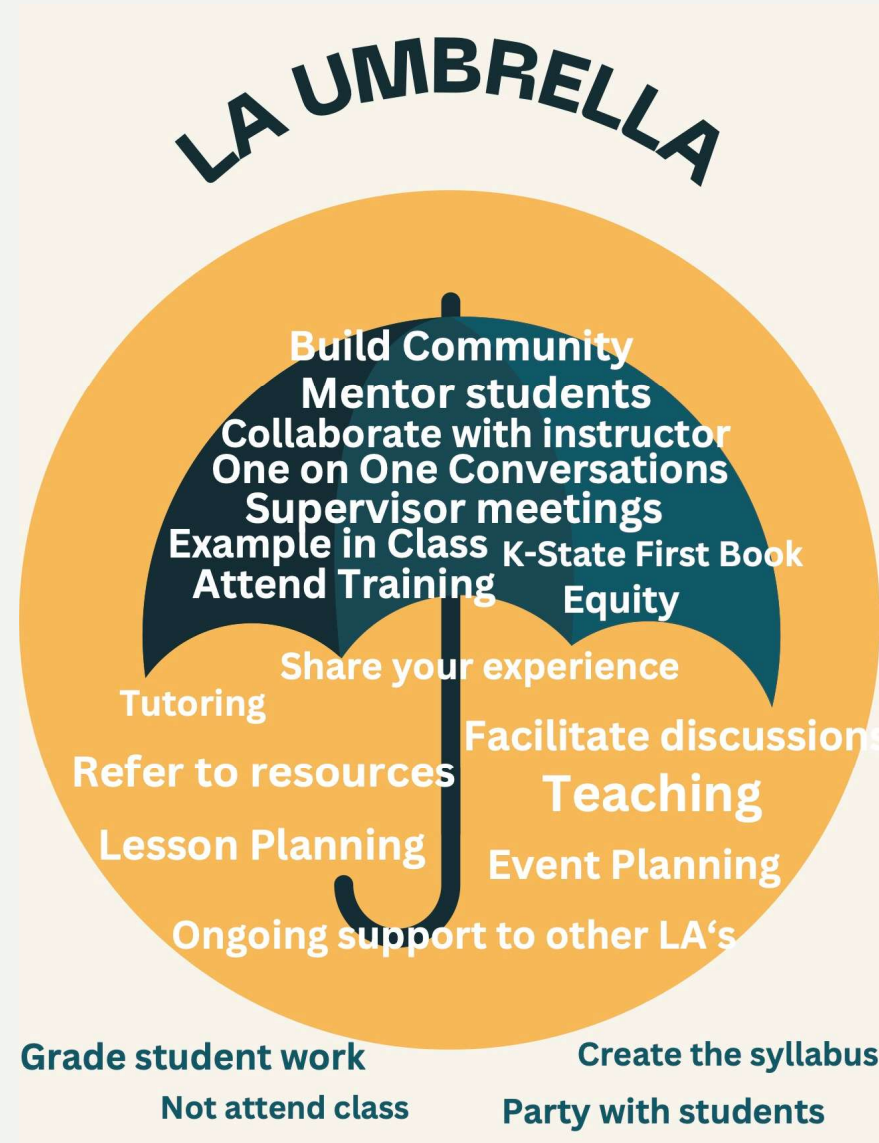 LA UMBRELLA
Build Community
Mentor students
Collaborate with instructor
One on One Conversations
Supervisor meetings
Example in Class
K-State First Book
Attend Training
Equity
Share your experience
Tutoring
Facilitate discussions
Refer to resources
Teaching
Lesson Planning
Event Planning
Ongoing support to other LA‘s
Grade student work
Create the syllabus
Not attend class
Party with students